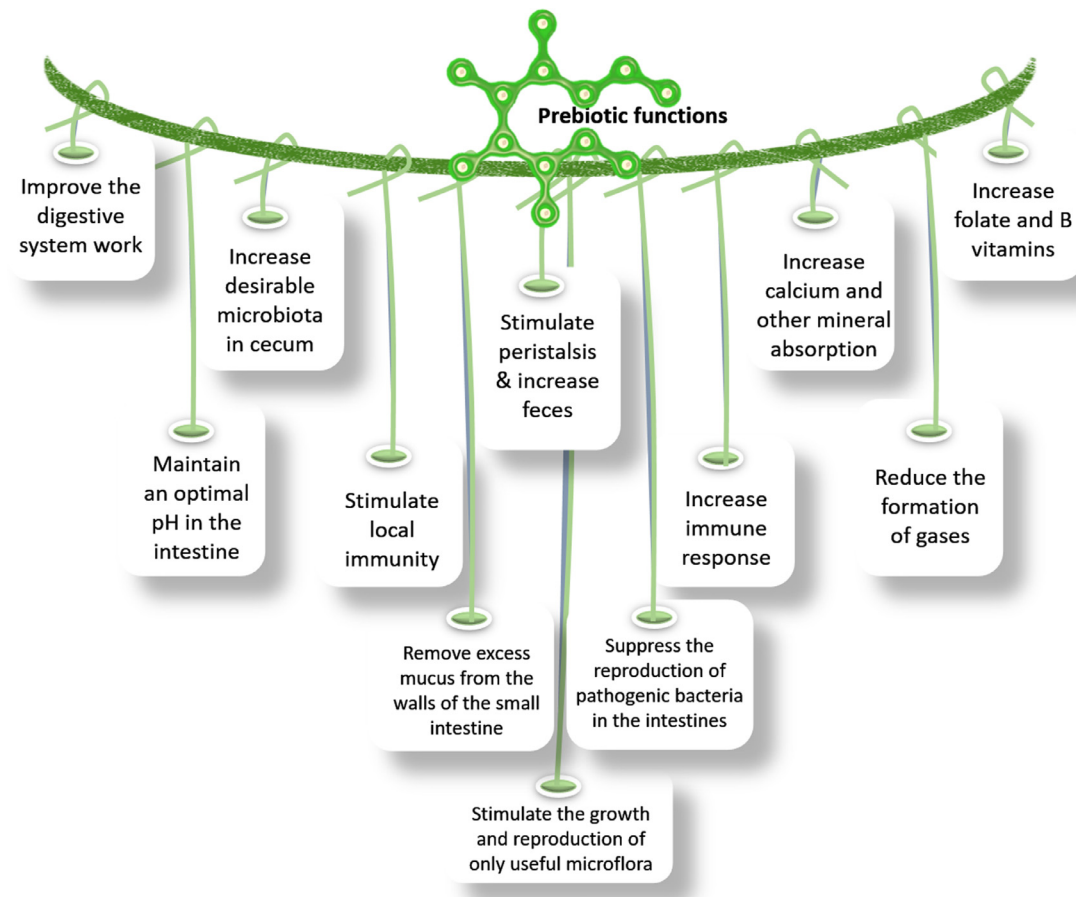 Prebiotic functions
Improve the
digestive
system work
Maintain
an optimal
pH in the
intestine
Increase
desirable
microbiota
in cecum
Stimulate
local
immunity
Remove excess
mucus from the
walls of the small
intestine
Stimulate
peristalsis
& increase
feces
Stimulate the growth
and reproduction of
only useful microflora
Suppress the
reproduction of
pathogenic bacteria
in the intestines
Increase
immune
response
Increase
calcium and
other mineral
absorption
Reduce the
formation
of gases
Increase
folate and B
vitamins